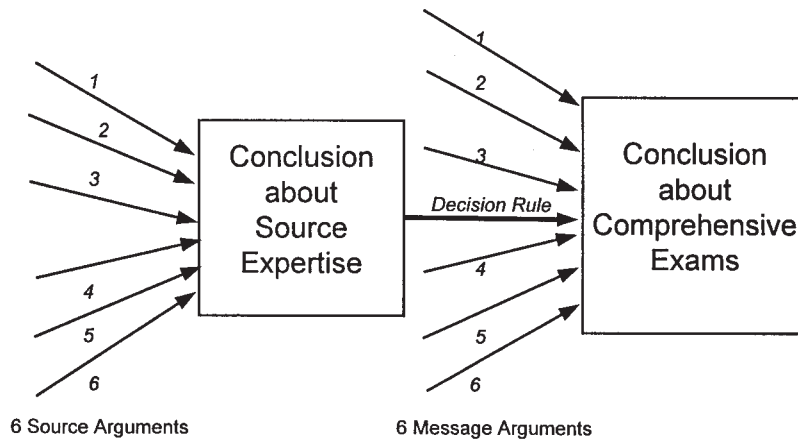 1
2
3
4
5
6
Conclusion
about
Source
Expertise
6 Source Arguments
Decision Rule
1
2
3
4
5
6
Conclusion
about
Comprehensive
Exams
6 Message Arguments